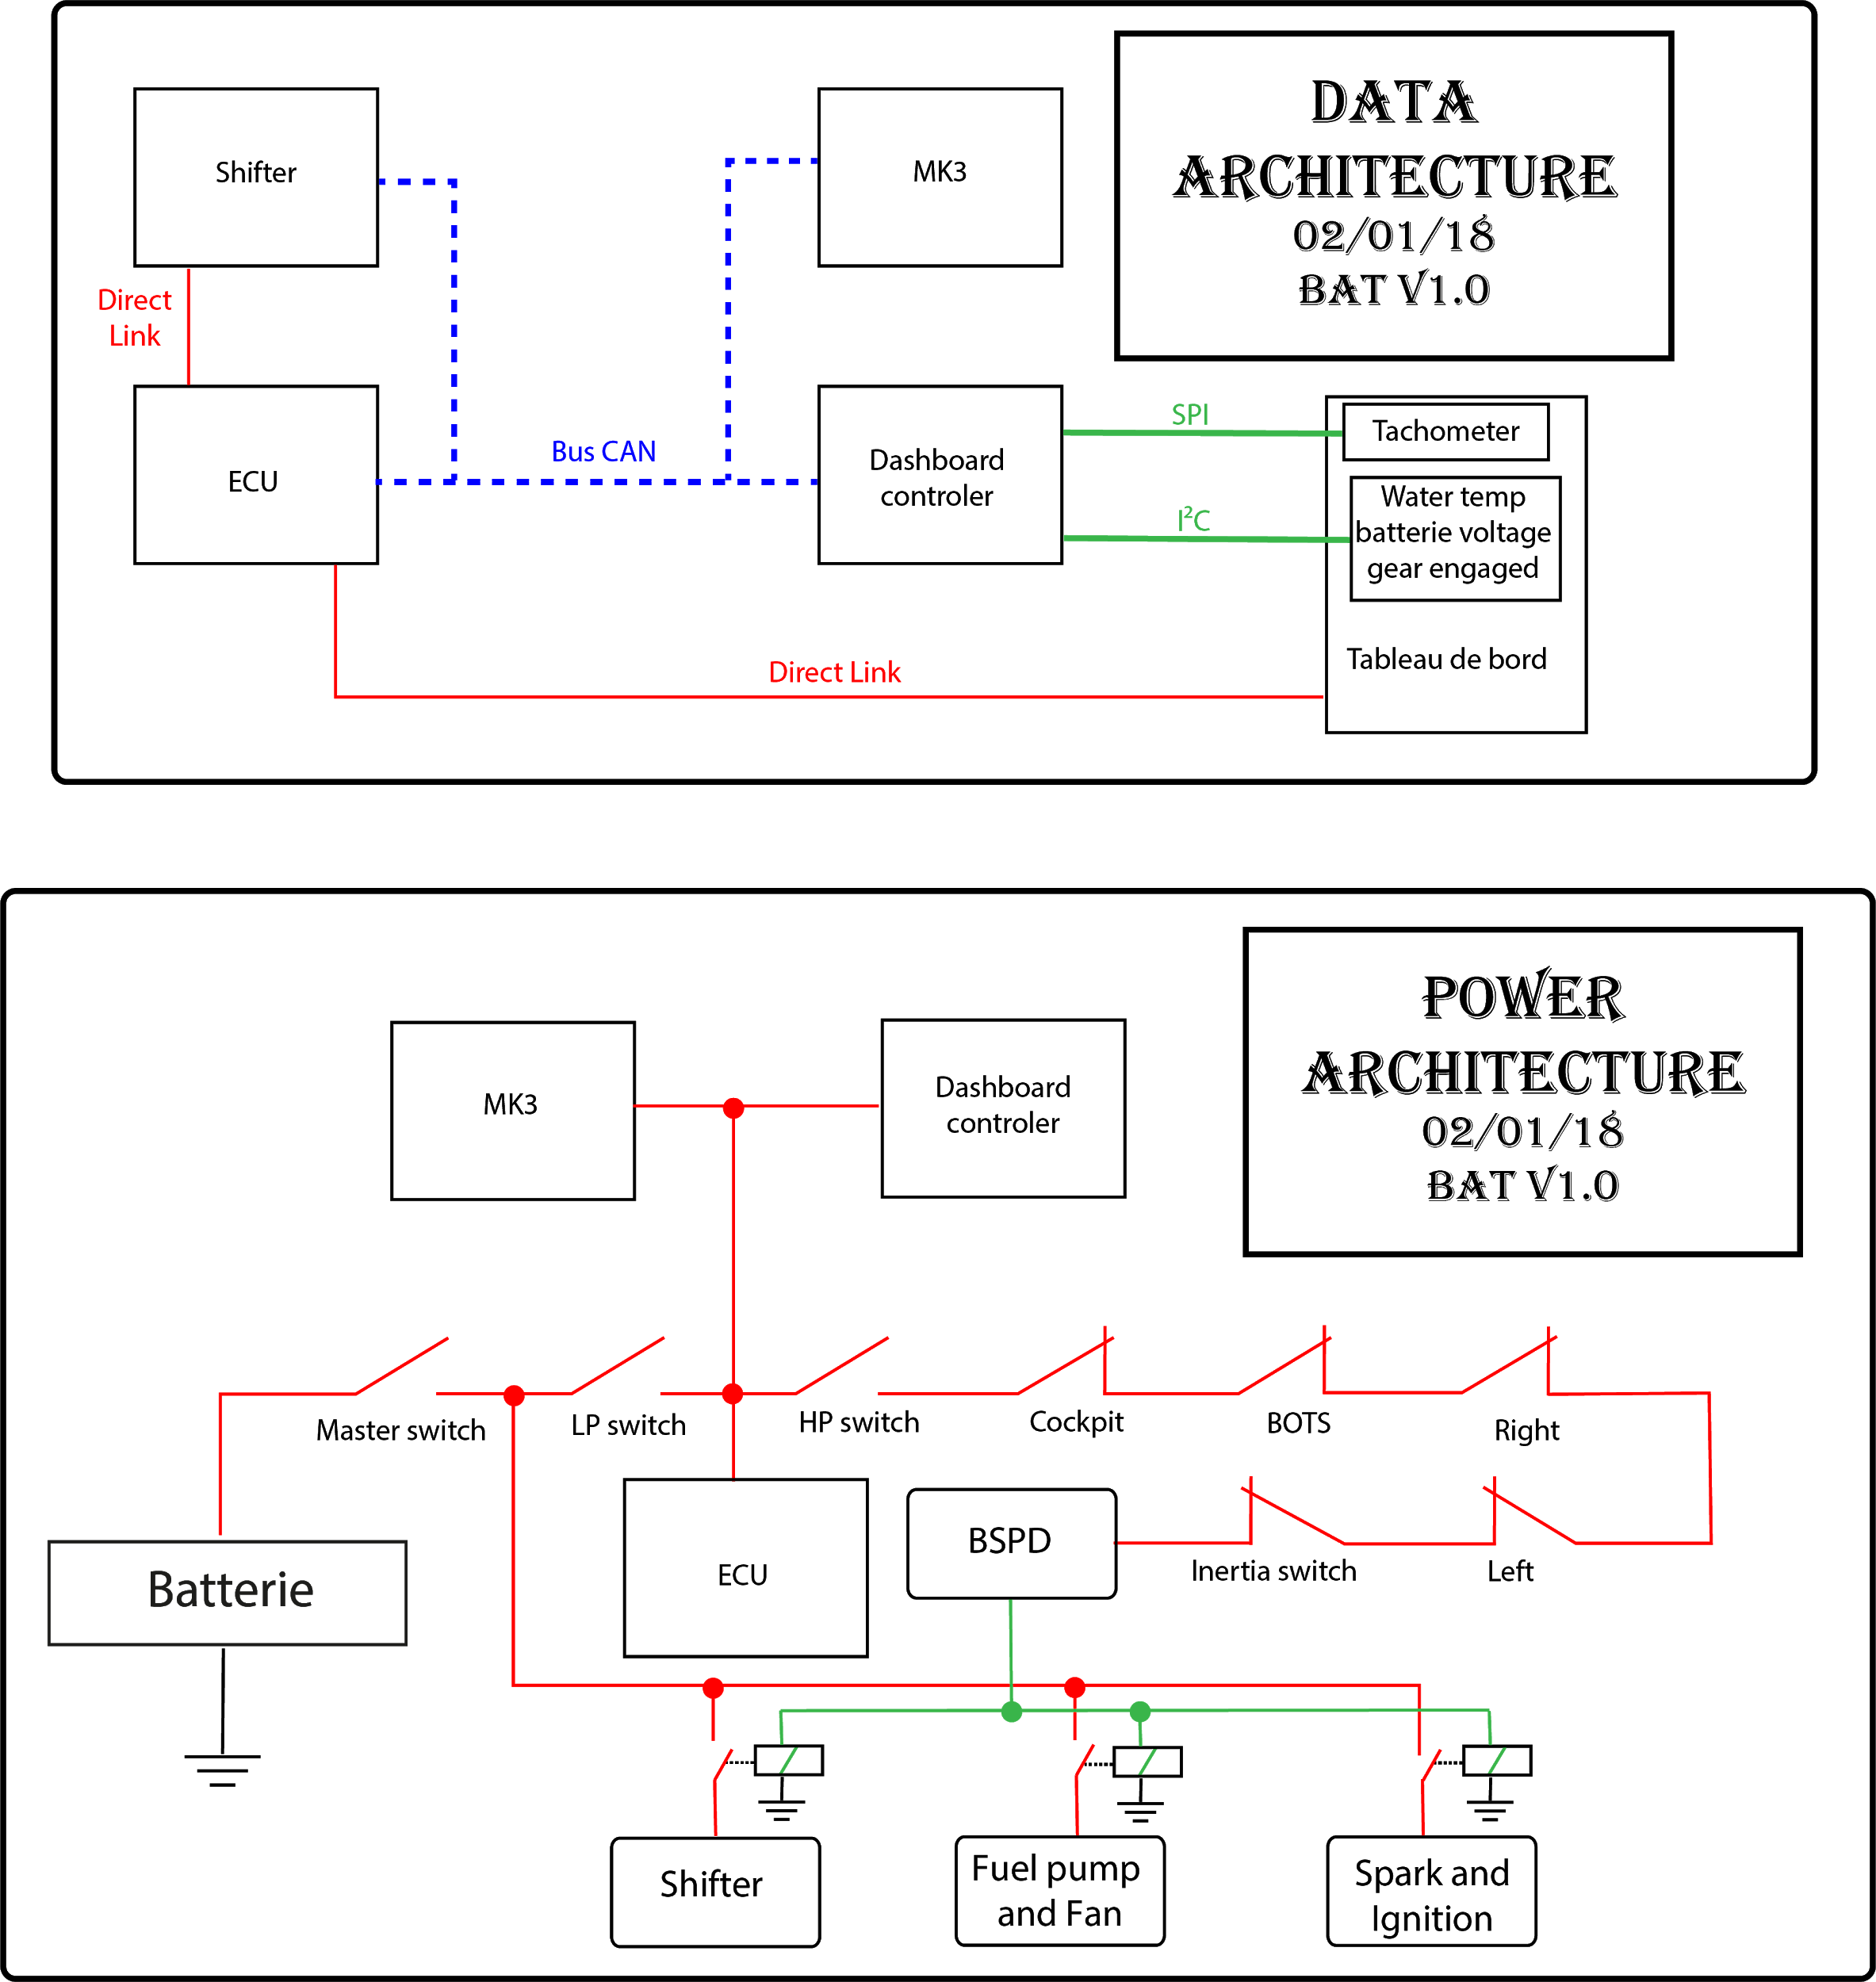 DATA
ARCHITECTURE
02/01/18
BAT V1.0
Shifter
MK3
Direct
Link
ECU
Bus CAN
Dashboard
controler
SPI
I²C
Tachometer
Water temp
batterie voltage
gear engaged
Tableau de bord
Direct Link
POWER
ARCHITECTURE
02/01/18
BAT V1.0
MK3
Dashboard
controler
Master switch
LP switch
HP switch
Cockpit
BOTS
Right
Batterie
ECU
BSPD
Inertia switch
Left
Shifter
Fuel pump
and Fan
Spark and
Ignition